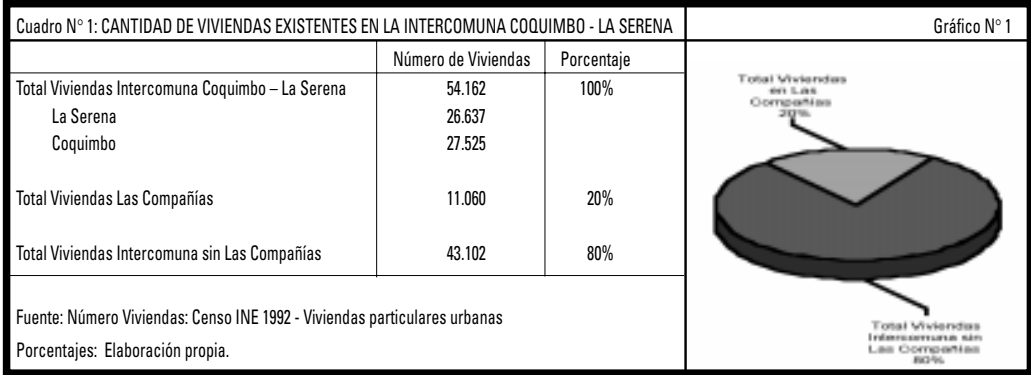 Cuadro N° 1: CANTIDAD DE VIVIENDAS EXISTENTES EN LA INTERCOMUNA COQUIMBO - LA SERENA
Gráfico N° 1
Número de Viviendas Porcentaje
Total Viviendas Intercomuna Coquimbo – La Serena 54.162 100%
La Serena 26.637
Coquimbo 27.525
Total Viviendas Las Compañías 11.060 20%
Total Viviendas Intercomuna sin Las Compañías 43.102 80%
Fuente: Número Viviendas: Censo INE 1992 - Viviendas particulares urbanas
Porcentajes: Elaboración propia.
Total Viviendas
en Las
Compañías
20%
Total Viviendas
Intercomuna sin
Las Compañías
80%